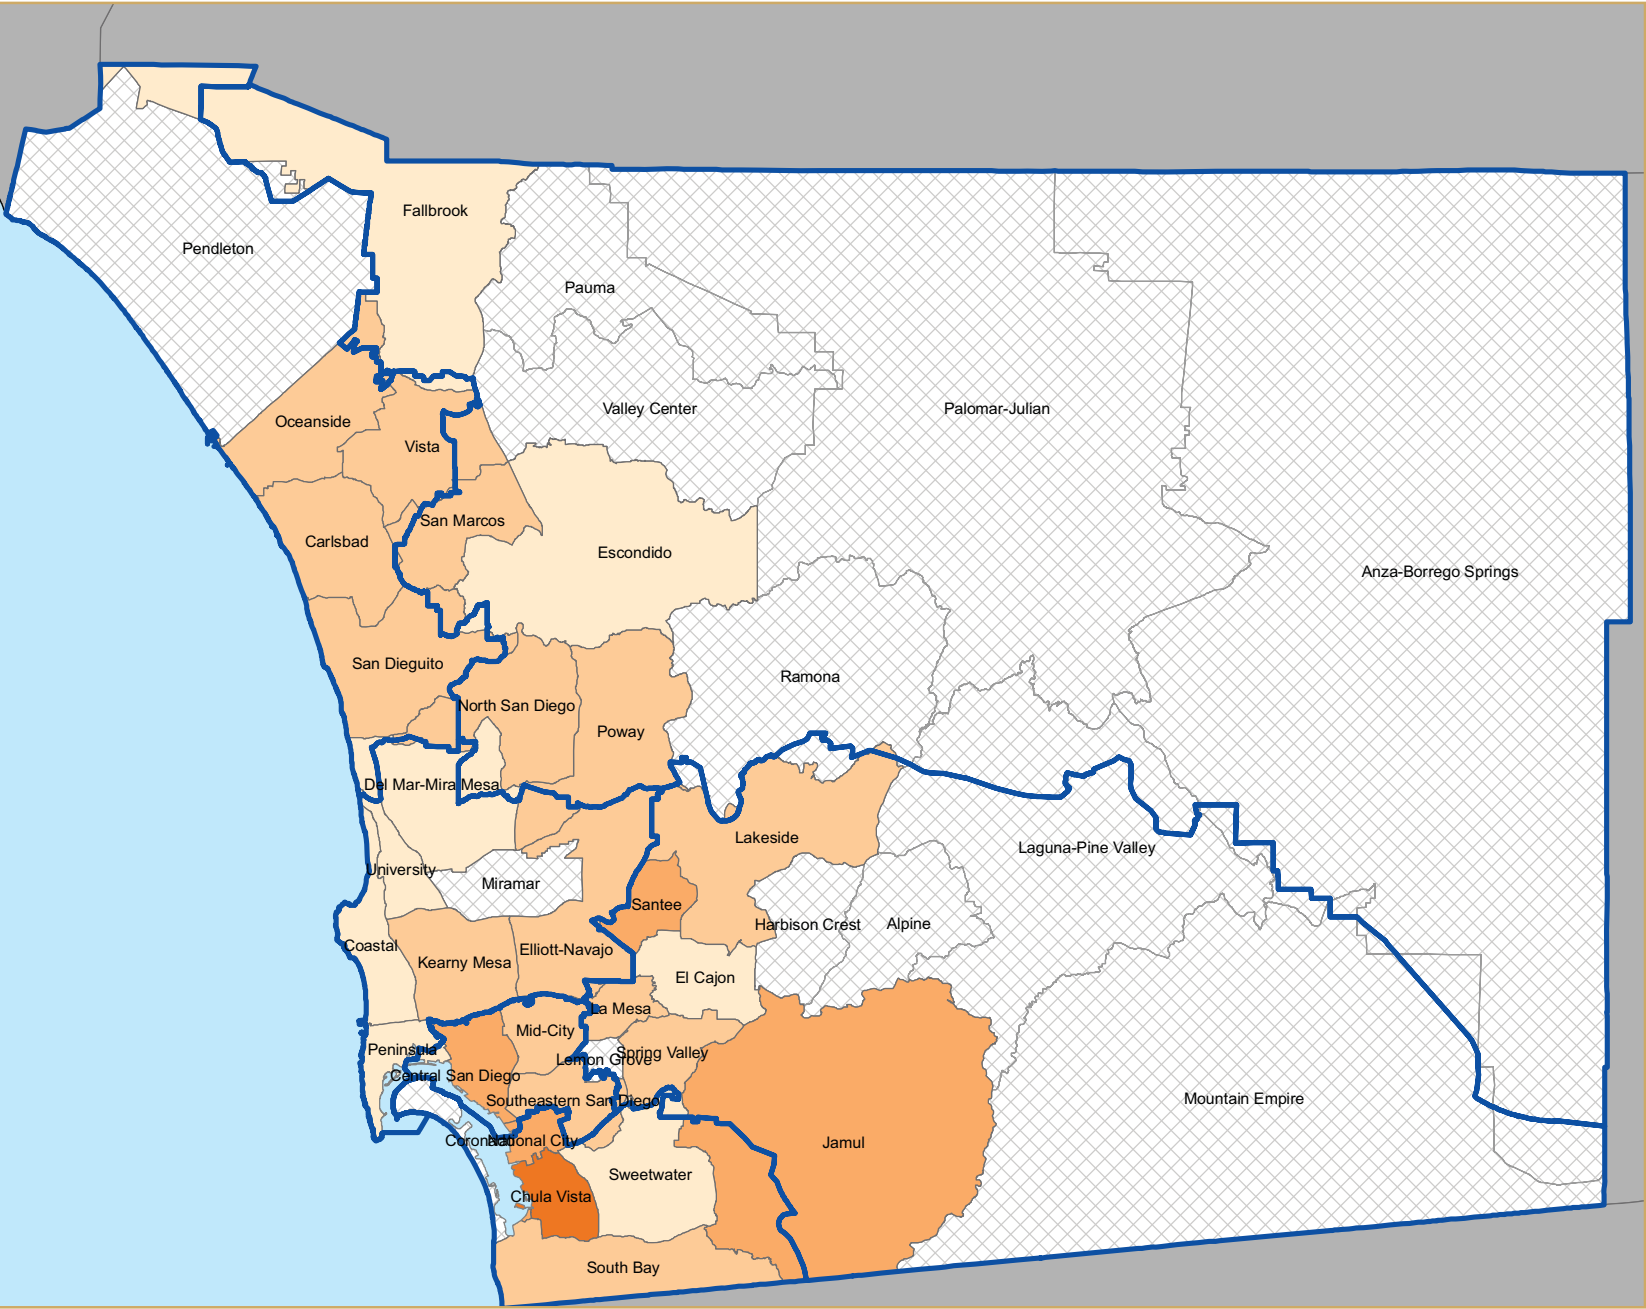 Fallbrook
Pendleton
Pauma
Valley Center
Palomar-Julian
Oceanside
Vista
San Marcos
Carlsbad
Escondido
Anza-Borrego Springs
San Dieguito
Ramona
North San Diego
Poway
Del Mar-Mira Mesa
Lakeside
Laguna-Pine Valley
University
Miramar
Santee
Harbison Crest
Alpine
Coastal
Elliott-Navajo
Kearny Mesa
El Cajon
La Mesa
Mid-City
Peninsula
Lemon Grove
Spring Valley
Central San Diego
Southeastern San Diego
Mountain Empire
Coronado
National City
Jamul
Sweetwater
Chula Vista
South Bay